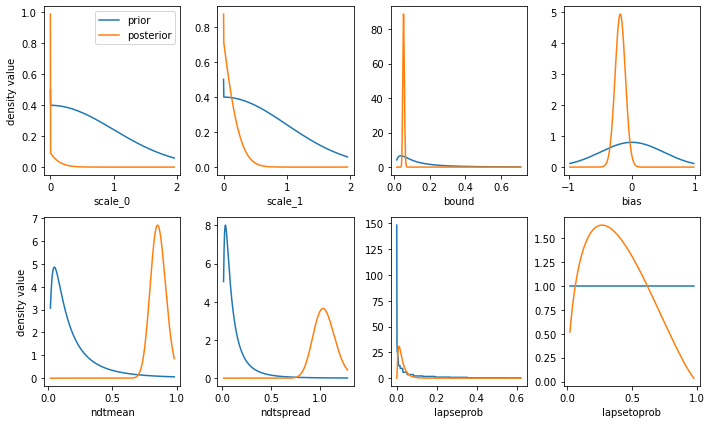 1.0
0.8
0.6
0.4
0.2
0.0
density value
prior
posterior
0 1 2
scale_0
0.8
0.6
0.4
0.2
0.0
0 1 2
scale_1
80
60
40
20
0
0.0 0.2 0.4 0.6
bound
5
4
3
2
1
0
−1 0 1
bias
7
6
5
4
3
2
1
0
density value
0.0 0.5 1.0
ndtmean
8
6
4
2
0
0.0 0.5 1.0
ndtspread
150
125
100
75
50
25
0
0.0 0.2 0.4 0.6
lapseprob
1.50
1.25
1.00
0.75
0.50
0.25
0.00
0.0 0.5 1.0
lapsetoprob